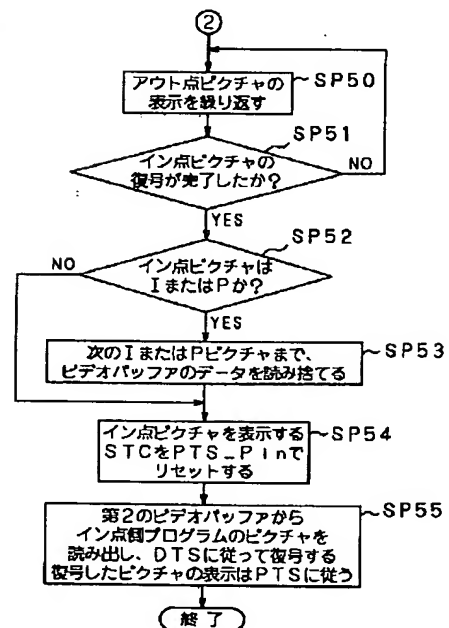 2
アウト点ピクチャの
表示を繰り返す
SP50
SP51
イン点ピクチャの
復号が完了したか?
NO
YES
SP52
NO
イン点ピクチャは
IまたはPか?
YES
次のIまたはPピクチャまで、
ビデオバッファのデータを読み捨てる
SP53
イン点ピクチャを表示する
STCをPTS_Pinで
リセットする
SP54
第2のビデオバッファから
イン点側プログラムのピクチャを
読み出し、DTSに従って復号する
復号したピクチャの表示はPTSに従う
SP55
終了